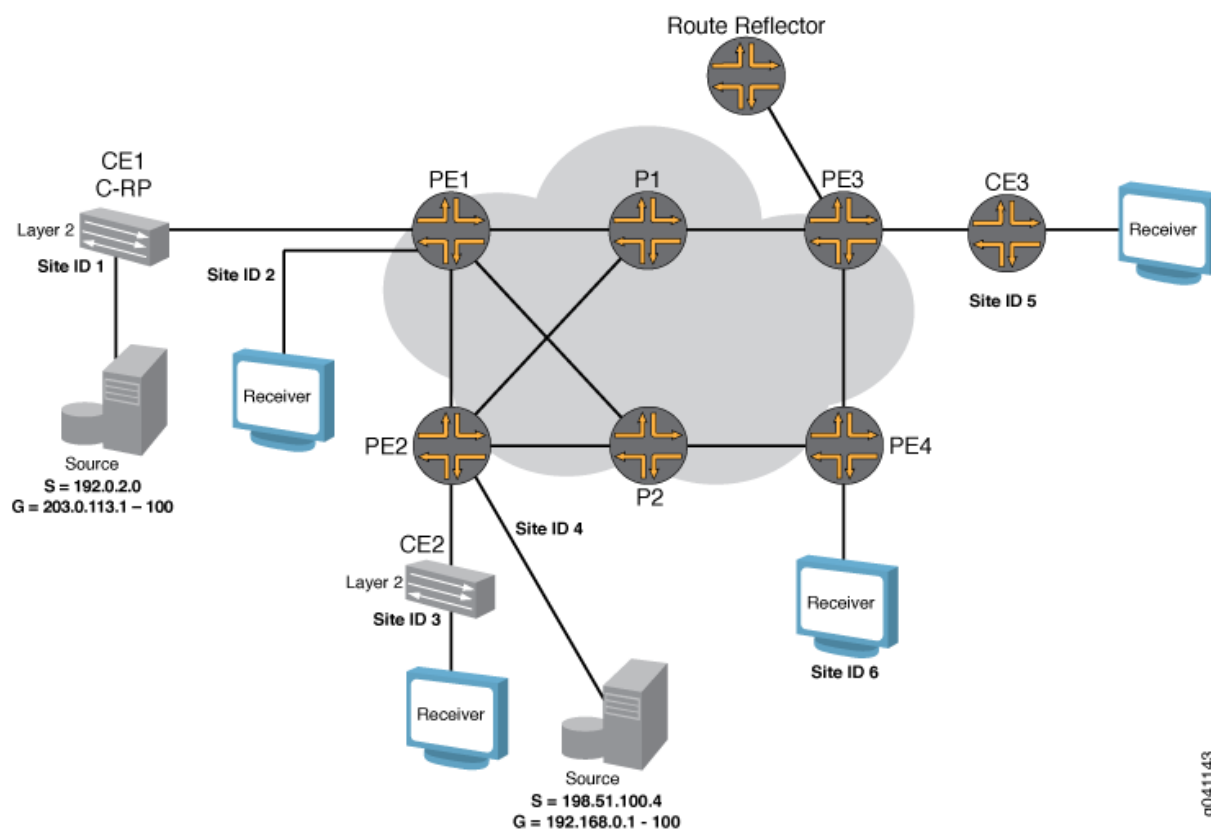 Route Reflector
CE1
C-RP
PE1
P1
PE3
CE3
Layer 2
Site ID 1
Site ID 2
Receiver
Site ID 5
Receiver
Source
S = 192.0.2.0
G = 203.0.113.1 – 100
PE2
P2
PE4
CE2
Site ID 4
Layer 2
Site ID 3
Receiver
Site ID 6
Receiver
Source
S = 198.51.100.4
G = 192.168.0.1 - 100
g041143